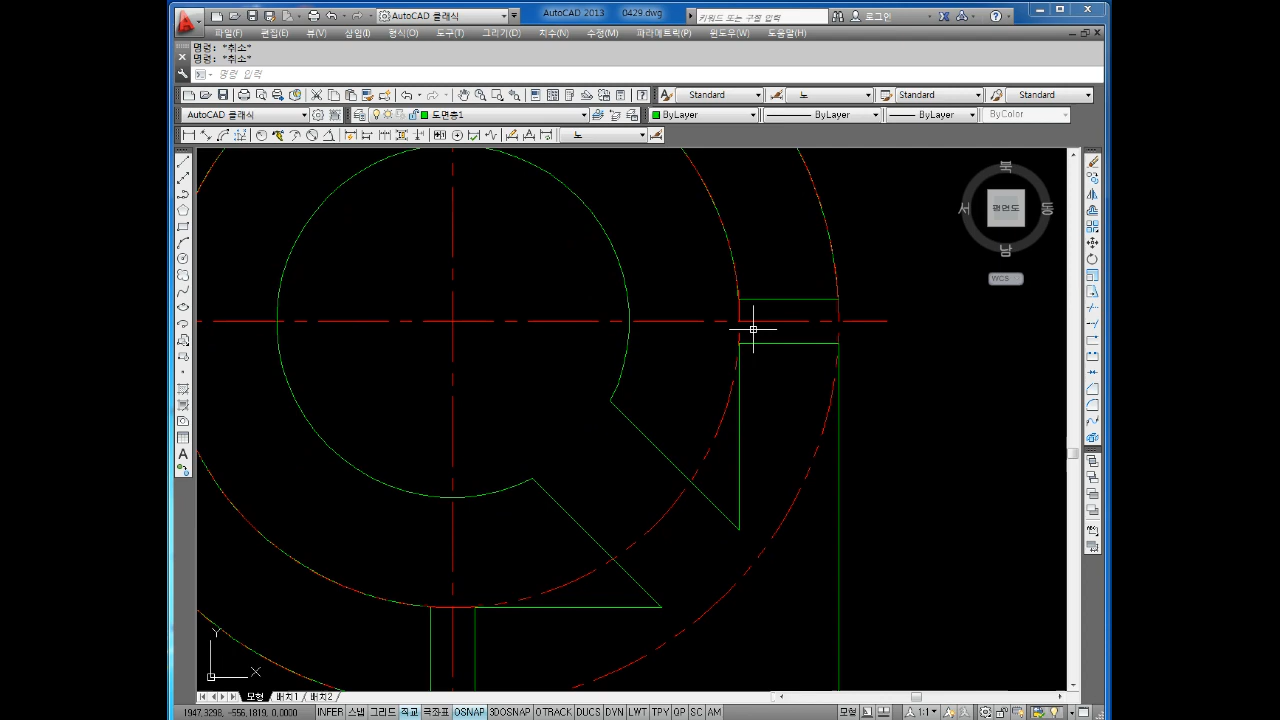 AutoCAD 클래식
AutoCAD 2013 0429 dwg
키워드 또는 구절 입력
로그인
파일(F) 편집(E) 뷰(V) 삽입(I) 형식(O) 도구(T) 그리기(D) 치수(N) 수정(M) 파라메트릭(P) 윈도우(W) 도움말(H)
명령: *취소*
명령: *취소*
명령 입력
Standard Standard Standard
AutoCAD 클래식 도면층1 ByLayer ByLayer ByLayer ByColor
북
서 평면도 동
남
WCS
Y
X
모형 배치1 배치2
1947,3298, -556,1819, 0,0000 INFER 스냅 그리드 직교 극좌표 OSNAP 3DOSNAP OTRACK DUCS DYN LWT TPY QP SC AM 모형 1:1